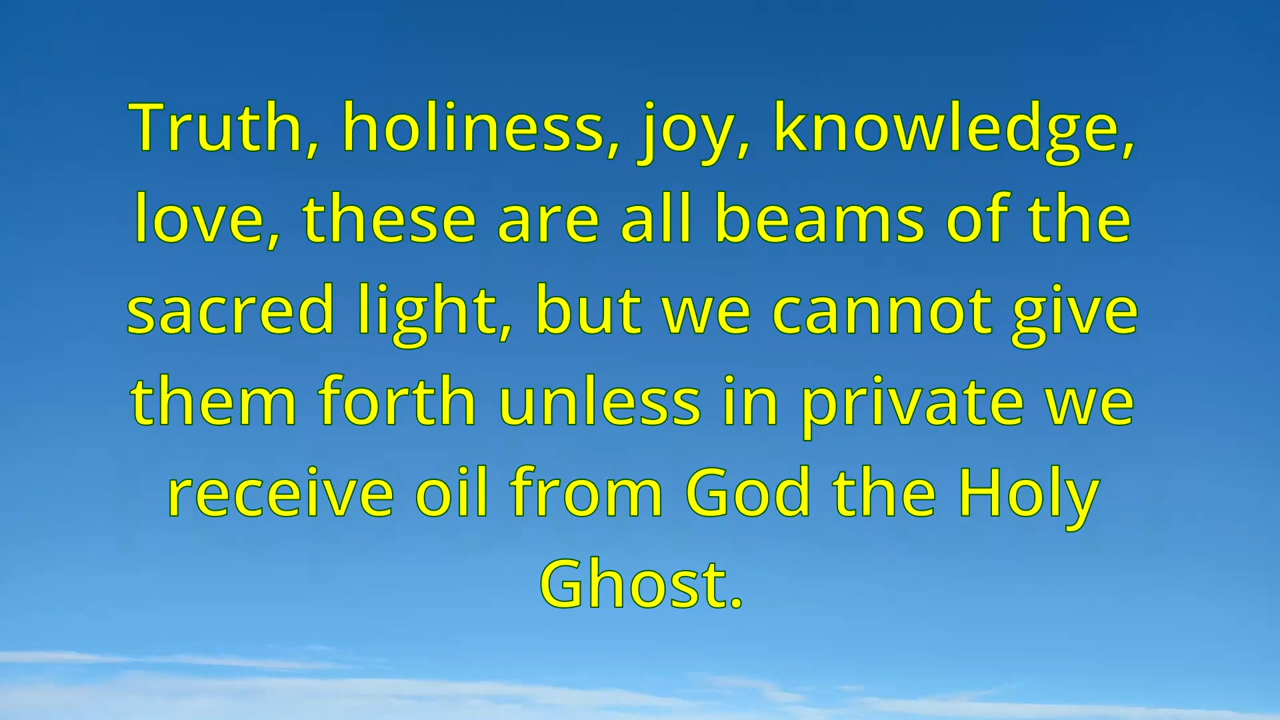 Truth, holiness, joy, knowledge,
love, these are all beams of the
sacred light, but we cannot give
them forth unless in private we
receive oil from God the Holy
Ghost.